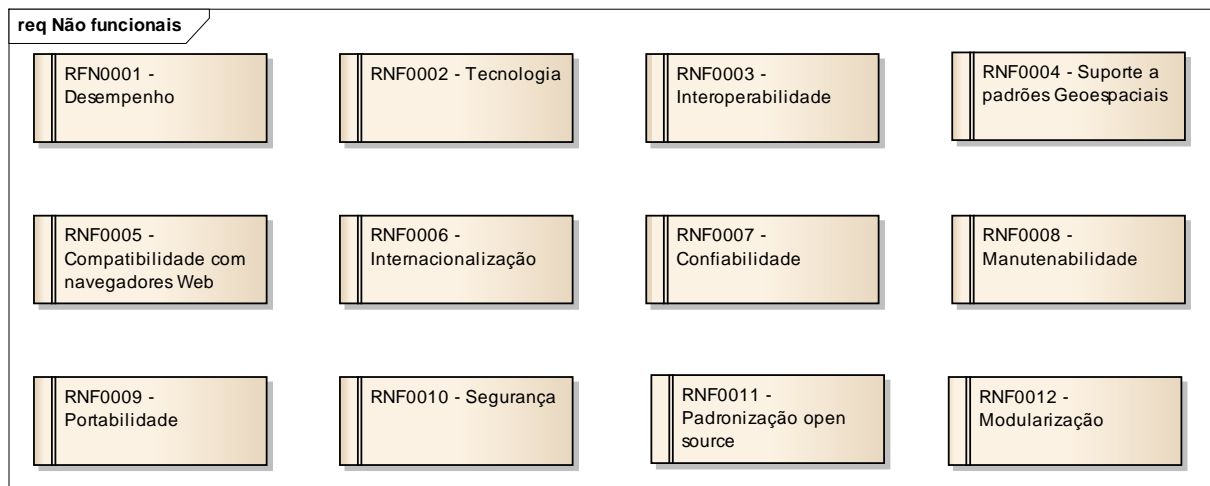 req Não funcionais
RFN0001 -
Desempenho
RNF0002 - Tecnologia
RNF0003 -
Interoperabilidade
RNF0004 - Suporte a
padrões Geoespaciais
RNF0005 -
Compatibilidade com
navegadores Web
RNF0006 -
Internacionalização
RNF0007 -
Confiabilidade
RNF0008 -
Manutenabilidade
RNF0009 -
Portabilidade
RNF0010 - Segurança
RNF0011 -
Padronização open
source
RNF0012 -
Modularização